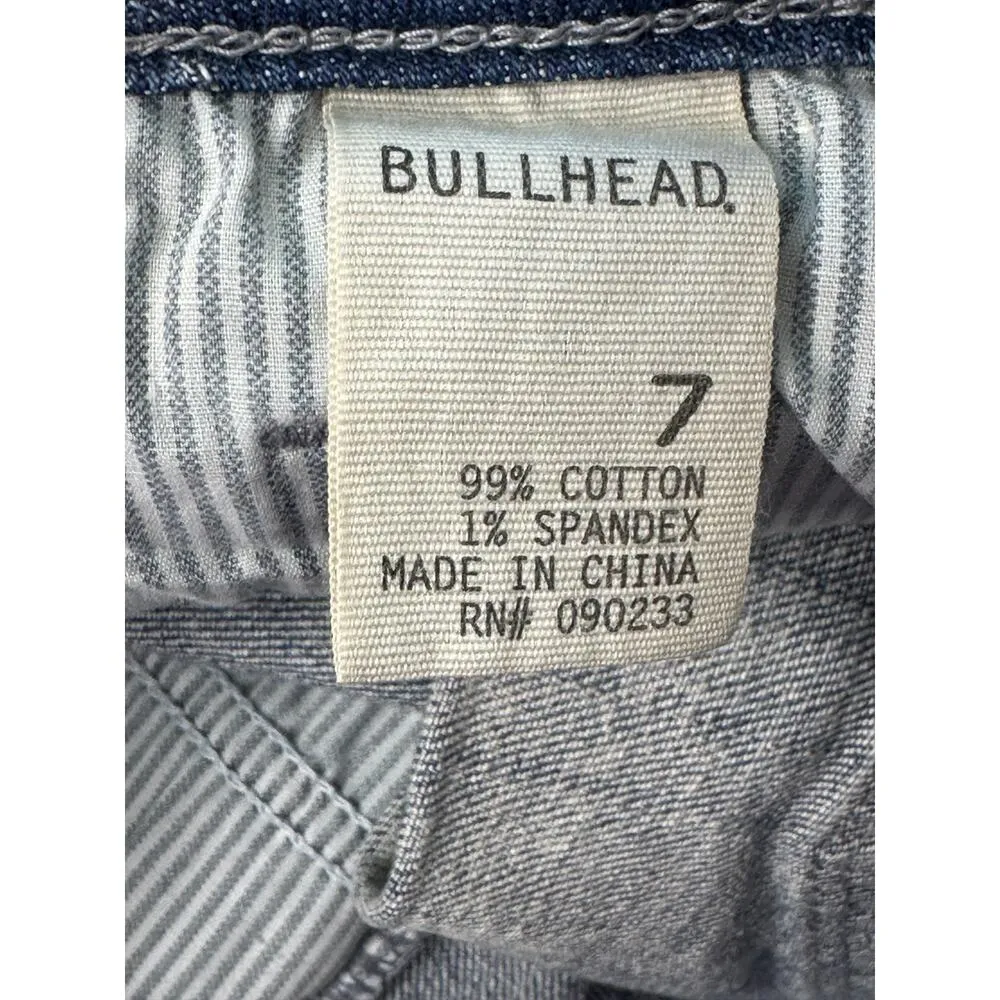 BULLHEAD.
7
99% COTTON
1% SPANDEX
MADE IN CHINA
RN# 090233